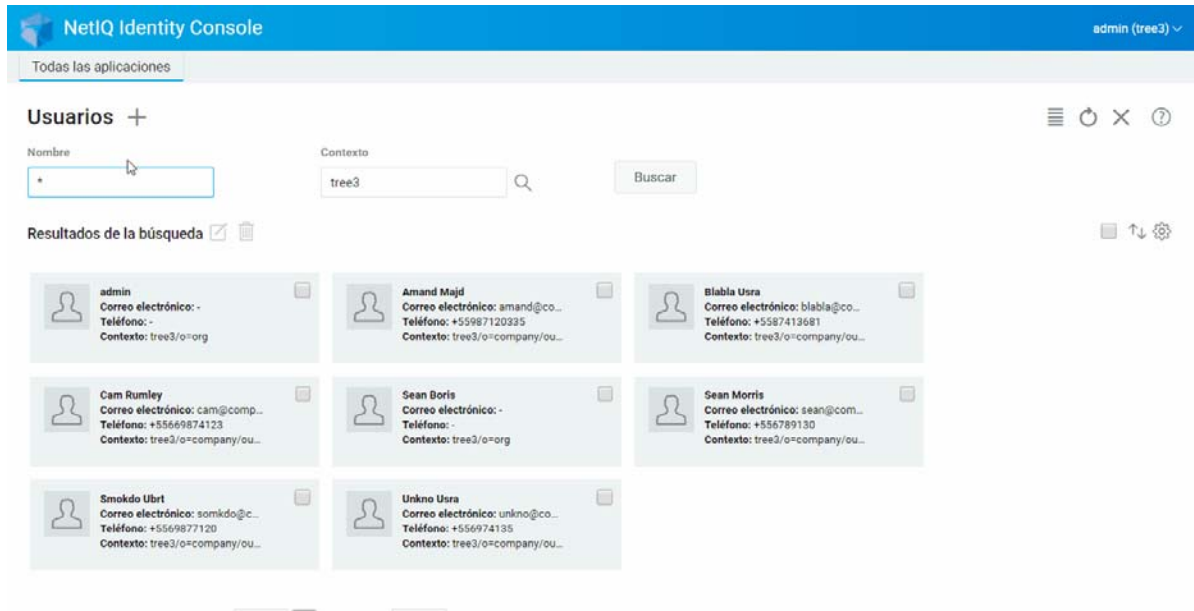 NetIQ Identity Console
admin (tree3)
Todas las aplicaciones
Usuarios
Nombre
Contexto
*
tree3
Buscar
Resultados de la búsqueda
admin
Correo electrónico: -
Teléfono: -
Contexto: tree3/o=org
Amand Majd
Correo electrónico: amand@co...
Teléfono: +55987120335
Contexto: tree3/o=company/ou...
Blabla Usra
Correo electrónico: blabla@co...
Teléfono: +5587413681
Contexto: tree3/o=company/ou...
Cam Rumley
Correo electrónico: cam@comp...
Teléfono: +55669874123
Contexto: tree3/o=company/ou...
Sean Boris
Correo electrónico: -
Teléfono: -
Contexto: tree3/o=org
Sean Morris
Correo electrónico: sean@com...
Teléfono: +556789130
Contexto: tree3/o=company/ou...
Smokdo Ubrt
Correo electrónico: somkdo@c...
Teléfono: +5569877120
Contexto: tree3/o=company/ou...
Unkno Usra
Correo electrónico: unkno@co...
Teléfono: +556974135
Contexto: tree3/o=company/ou...